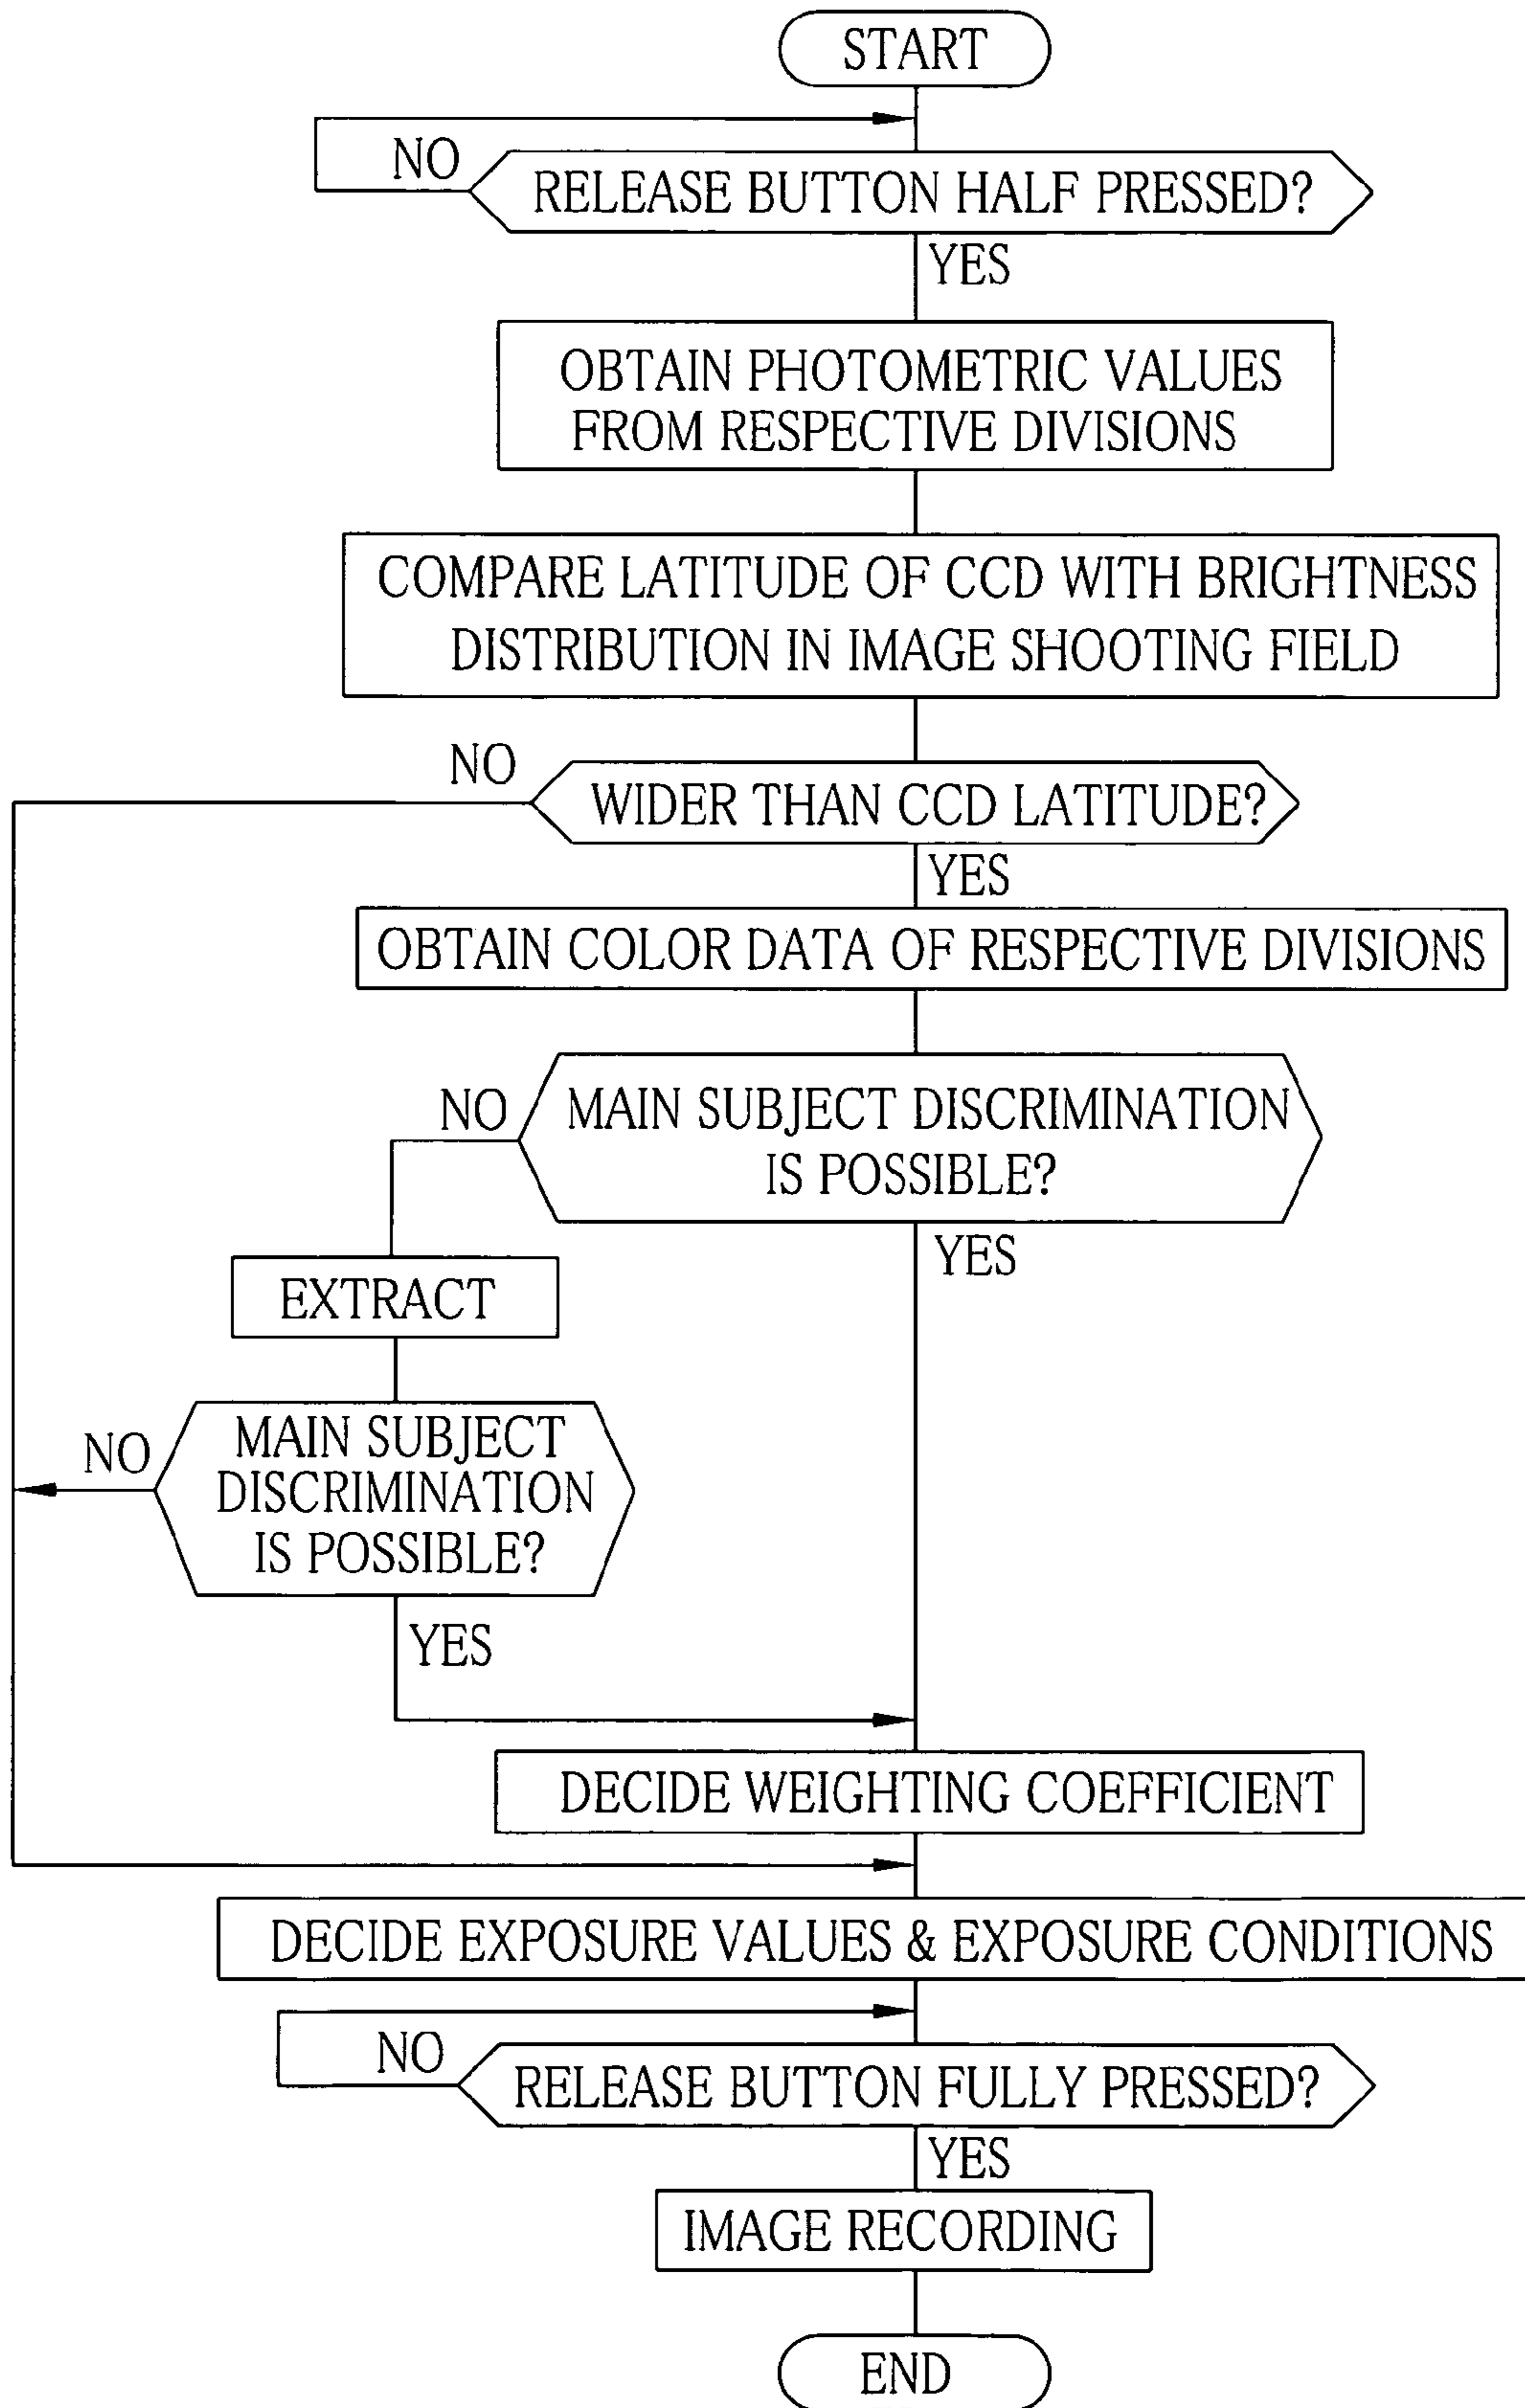 START
NO
RELEASE BUTTON HALF PRESSED?
YES
OBTAIN PHOTOMETRIC VALUES
FROM RESPECTIVE DIVISIONS
COMPARE LATITUDE OF CCD WITH BRIGHTNESS
DISTRIBUTION IN IMAGE SHOOTING FIELD
NO
WIDER THAN CCD LATITUDE?
YES
OBTAIN COLOR DATA OF RESPECTIVE DIVISIONS
NO
MAIN SUBJECT DISCRIMINATION
IS POSSIBLE?
YES
EXTRACT
NO
MAIN SUBJECT
DISCRIMINATION
IS POSSIBLE?
YES
DECIDE WEIGHTING COEFFICIENT
DECIDE EXPOSURE VALUES & EXPOSURE CONDITIONS
NO
RELEASE BUTTON FULLY PRESSED?
YES
IMAGE RECORDING
END